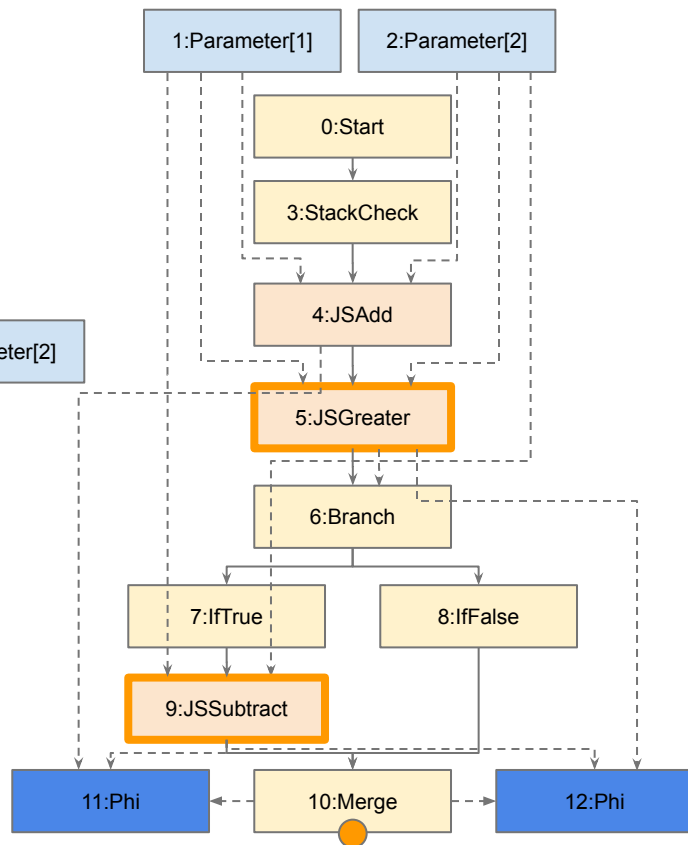 1:Parameter[1]
2:Parameter[2]
0:Start
3:StackCheck
4:JSAdd
eter[2]
5:JSGreater
6:Branch
7:IfTrue
8:IfFalse
9:JSSubtract
11:Phi
10:Merge
12:Phi